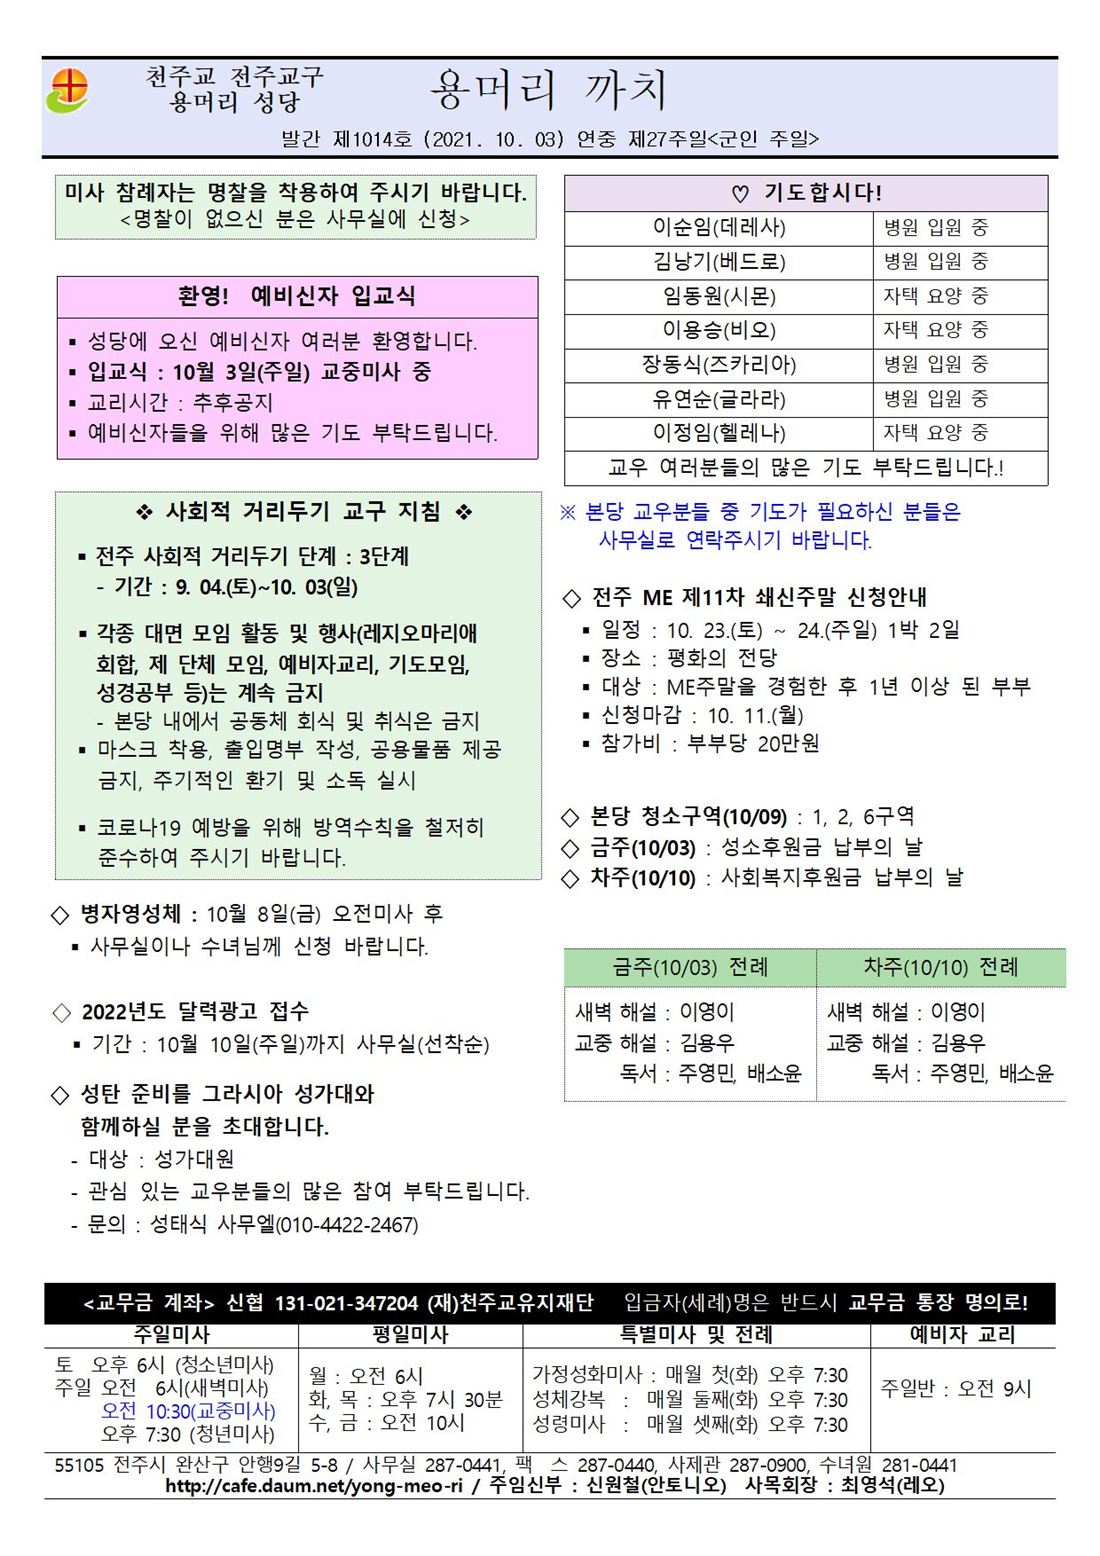 천주교 전주교구
용머리 성당
용머리 까치
발간 제1014호 (2021. 10. 03) 연중 제27주일<군인 주일>
미사 참례자는 명찰을 착용하여 주시기 바랍니다.
<명찰이 없으신 분은 사무실에 신청>
환영! 예비신자 입교식
▪ 성당에 오신 예비신자 여러분 환영합니다.
▪ 입교식 : 10월 3일(주일) 교중미사 중
▪ 교리시간 : 추후공지
▪ 예비신자들을 위해 많은 기도 부탁드립니다.
❖ 사회적 거리두기 교구 지침 ❖
▪ 전주 사회적 거리두기 단계 : 3단계
- 기간 : 9. 04.(토)~10. 03(일)
▪ 각종 대면 모임 활동 및 행사(레지오마리애
회합, 제 단체 모임, 예비자교리, 기도모임,
성경공부 등)는 계속 금지
- 본당 내에서 공동체 회식 및 취식은 금지
▪ 마스크 착용, 출입명부 작성, 공용물품 제공
금지, 주기적인 환기 및 소독 실시
▪ 코로나19 예방을 위해 방역수칙을 철저히
준수하여 주시기 바랍니다.
◇ 병자영성체 : 10월 8일(금) 오전미사 후
▪ 사무실이나 수녀님께 신청 바랍니다.
◇ 2022년도 달력광고 접수
▪ 기간 : 10월 10일(주일)까지 사무실(선착순)
◇ 성탄 준비를 그라시아 성가대와
함께하실 분을 초대합니다.
- 대상 : 성가대원
- 관심 있는 교우분들의 많은 참여 부탁드립니다.
- 문의 : 성태식 사무엘(010-4422-2467)
♡ 기도합시다!
이순임(데레사) 병원 입원 중
김낭기(베드로) 병원 입원 중
임동원(시몬) 자택 요양 중
이용승(비오) 자택 요양 중
장동식(즈카리아) 병원 입원 중
유연순(글라라) 병원 입원 중
이정임(헬레나) 자택 요양 중
교우 여러분들의 많은 기도 부탁드립니다.!
※ 본당 교우분들 중 기도가 필요하신 분들은
사무실로 연락주시기 바랍니다.
◇ 전주 ME 제11차 쇄신주말 신청안내
▪ 일정 : 10. 23.(토) ~ 24.(주일) 1박 2일
▪ 장소 : 평화의 전당
▪ 대상 : ME주말을 경험한 후 1년 이상 된 부부
▪ 신청마감 : 10. 11.(월)
▪ 참가비 : 부부당 20만원
◇ 본당 청소구역(10/09) : 1, 2, 6구역
◇ 금주(10/03) : 성소후원금 납부의 날
◇ 차주(10/10) : 사회복지후원금 납부의 날
금주(10/03) 전례 차주(10/10) 전례
새벽 해설 : 이영이 새벽 해설 : 이영이
교중 해설 : 김용우 교중 해설 : 김용우
독서 : 주영민, 배소윤 독서 : 주영민, 배소윤
<교무금 계좌> 신협 131-021-347204 (재)천주교유지재단 입금자(세례)명은 반드시 교무금 통장 명의로!
주일미사 평일미사 특별미사 및 전례 예비자 교리
토 오후 6시 (청소년미사)
주일 오전 6시(새벽미사)
오전 10:30(교중미사)
오후 7:30 (청년미사)
월 : 오전 6시
화, 목 : 오후 7시 30분
수, 금 : 오전 10시
가정성화미사 : 매월 첫(화) 오후 7:30
성체강복 : 매월 둘째(화) 오후 7:30
성령미사 : 매월 셋째(화) 오후 7:30
주일반 : 오전 9시
55105 전주시 완산구 안행9길 5-8 / 사무실 287-0441, 팩 스 287-0440, 사제관 287-0900, 수녀원 281-0441
http://cafe.daum.net/yong-meo-ri / 주임신부 : 신원철(안토니오) 사목회장 : 최영석(레오)